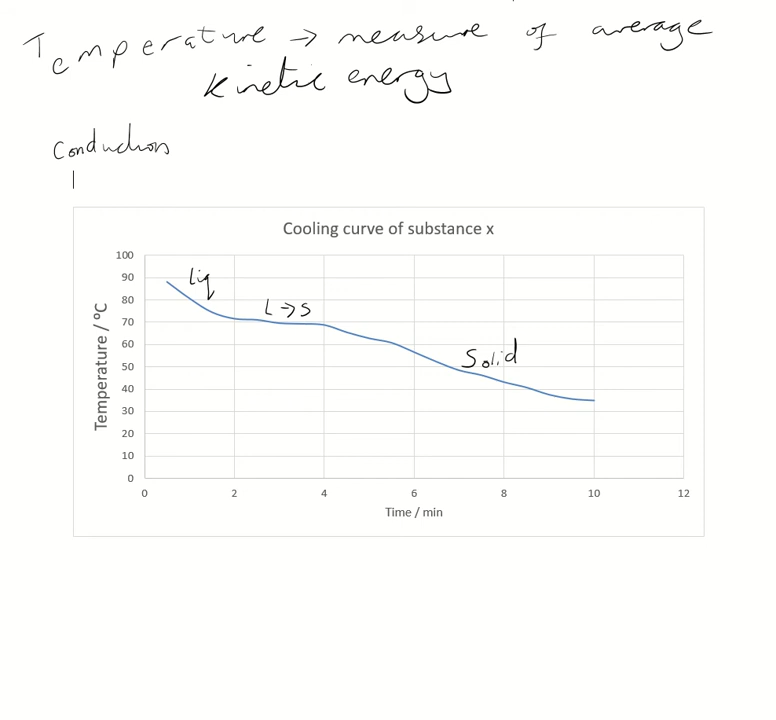 Temperature → measure of average
kinetic energy
Conduction
Cooling curve of substance x
100
90
80
70
60
50
40
30
20
10
0
Temperature / °C
Liq
L→S
Solid
0 2 4 6 8 10 12
Time / min